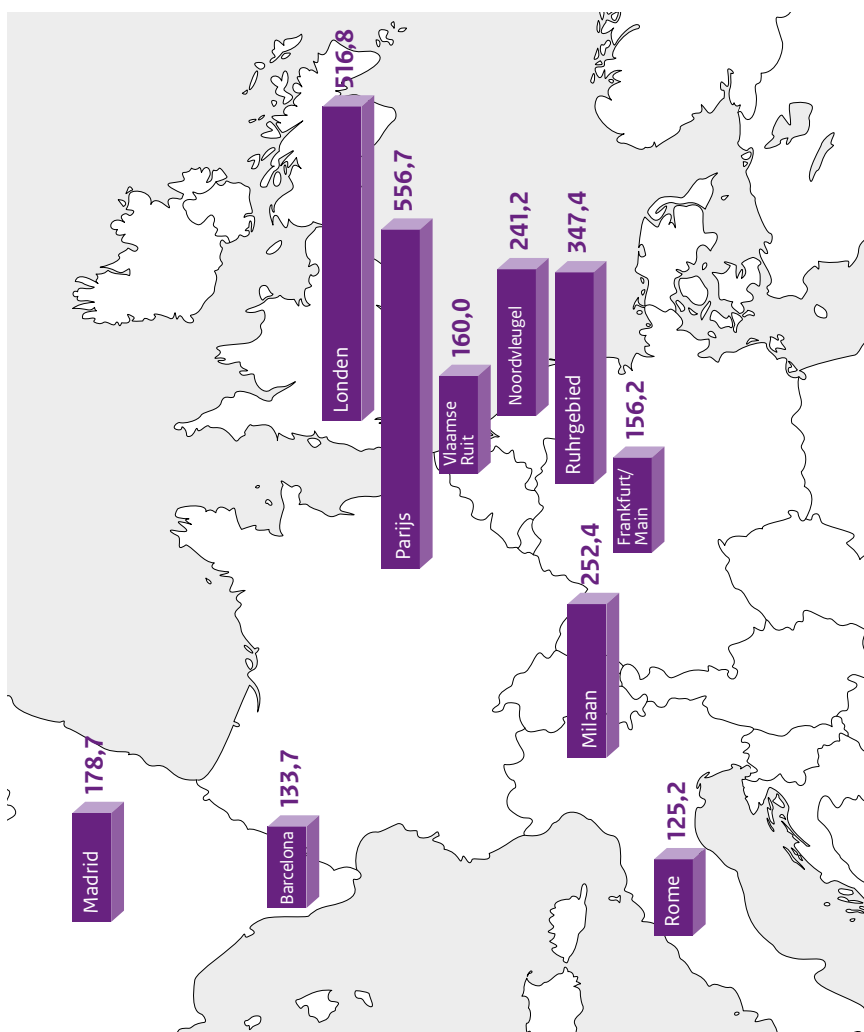 Londen
516,8
Parijs
556,7
Vlaamse
Ruit
160,0
Noordvleugel
241,2
Ruhrgebied
347,4
Frankfurt/
Main
156,2
Milaan
252,4
Madrid
178,7
Barcelona
133,7
Rome
125,2